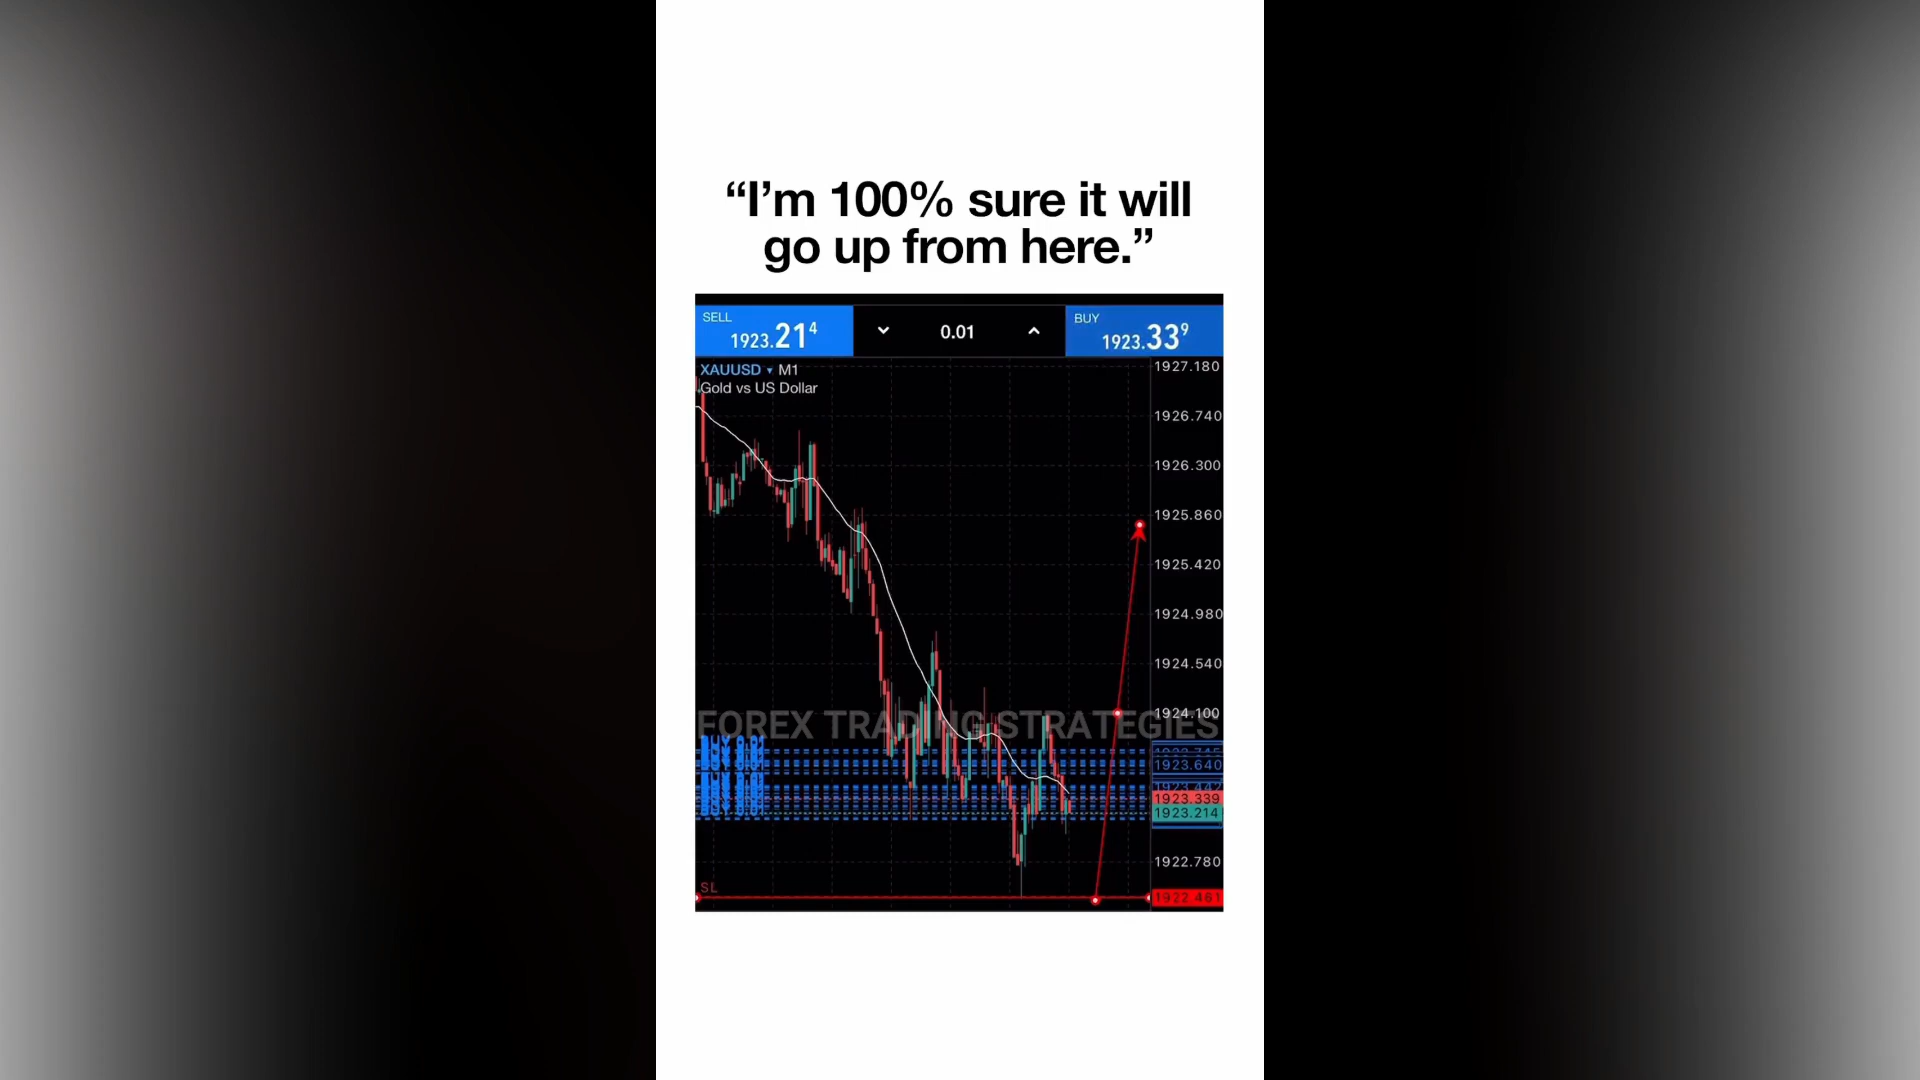 “I’m 100% sure it will
go up from here.”
SELL
1923.214
0.01
BUY
1923.339
XAUUSD ▾ M1
Gold vs US Dollar
1927.180
1926.740
1926.300
1925.860
1925.420
1924.980
1924.540
1924.100
FOREX TRADING STRATEGIES
1923.640
1923.339
1923.214
1922.780
SL
1922.461